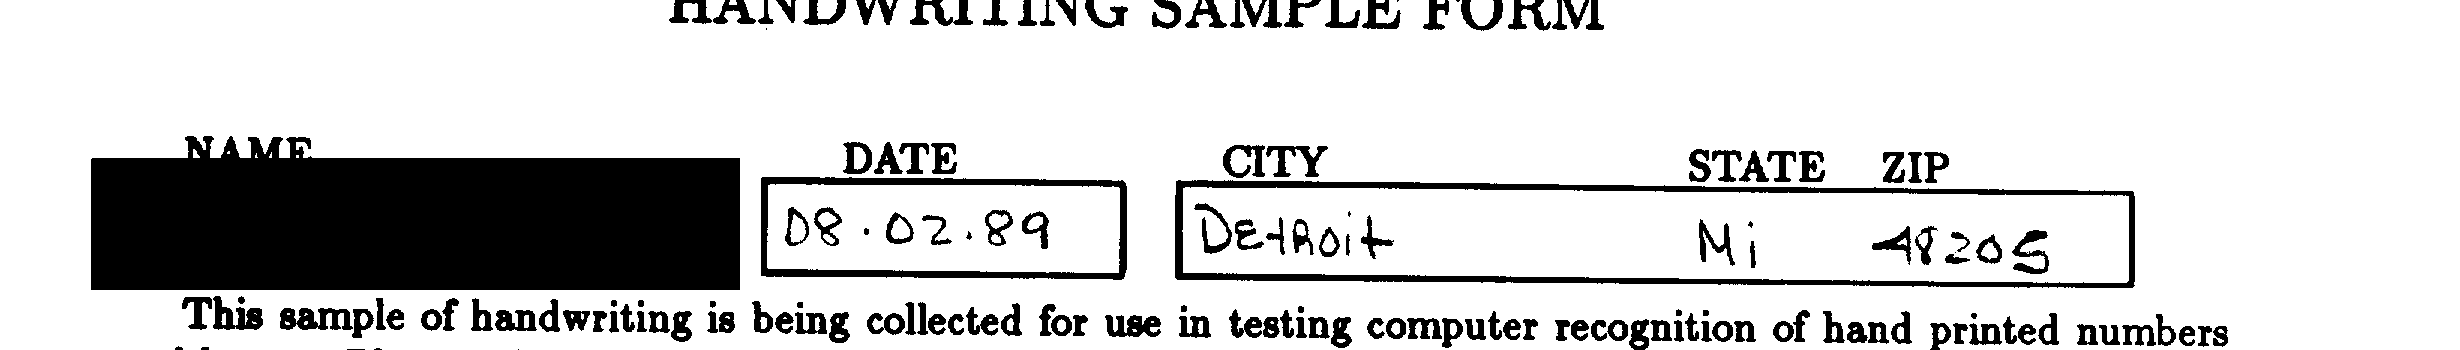 HANDWRITING SAMPLE FORM
NAME DATE CITY STATE ZIP
08.02.89 Detroit Mi 48205
This sample of handwriting is being collected for use in testing computer recognition of hand printed numbers